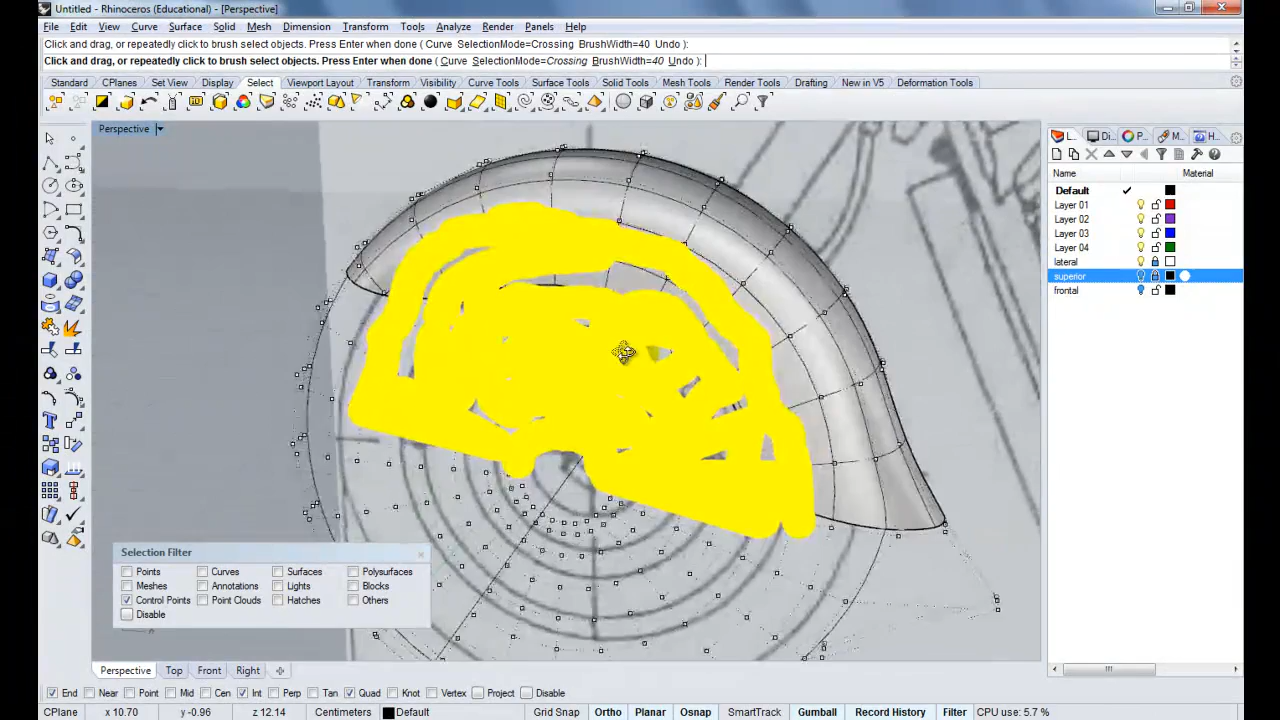 Untitled - Rhinoceros (Educational) - [Perspective]
File Edit View Curve Surface Solid Mesh Dimension Transform Tools Analyze Render Panels Help
Click and drag, or repeatedly click to brush select objects. Press Enter when done ( Curve SelectionMode=Crossing BrushWidth=40 Undo ):
Click and drag, or repeatedly click to brush select objects. Press Enter when done ( Curve SelectionMode=Crossing BrushWidth=40 Undo ):
Standard CPlanes Set View Display Select Viewport Layout Transform Visibility Curve Tools Surface Tools Solid Tools Mesh Tools Render Tools Drafting New in V5 Annotation Tools
Perspective
L... Di... P... M... H...
Name Material
Default
Layer 01
Layer 02
Layer 03
Layer 04
lateral
superior
frontal
Selection Filter
Points Curves Surfaces Polysurfaces
Meshes Annotations Lights Blocks
Control Points Point Clouds Hatches Others
Disable
Perspective Top Front Right
End Near Point Mid Cen Int Perp Tan Quad Knot Vertex Project Disable
CPlane x 10.70 y -0.96 z 12.14 Centimeters Default Grid Snap Ortho Planar Osnap SmartTrack Gumball Record History Filter CPU use: 5.7 %